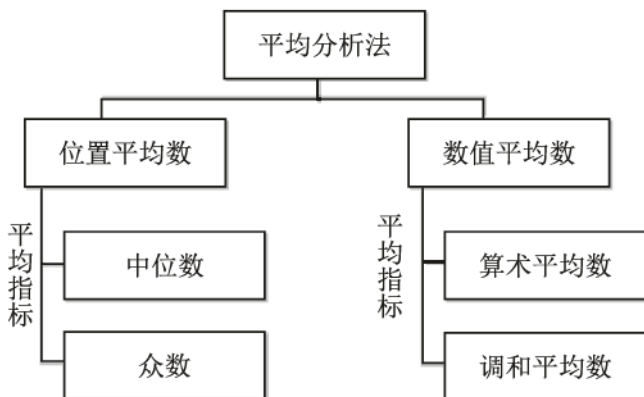 平均分析法
位置平均数
数值平均数
平均指标
中位数
众数
平均指标
算术平均数
调和平均数